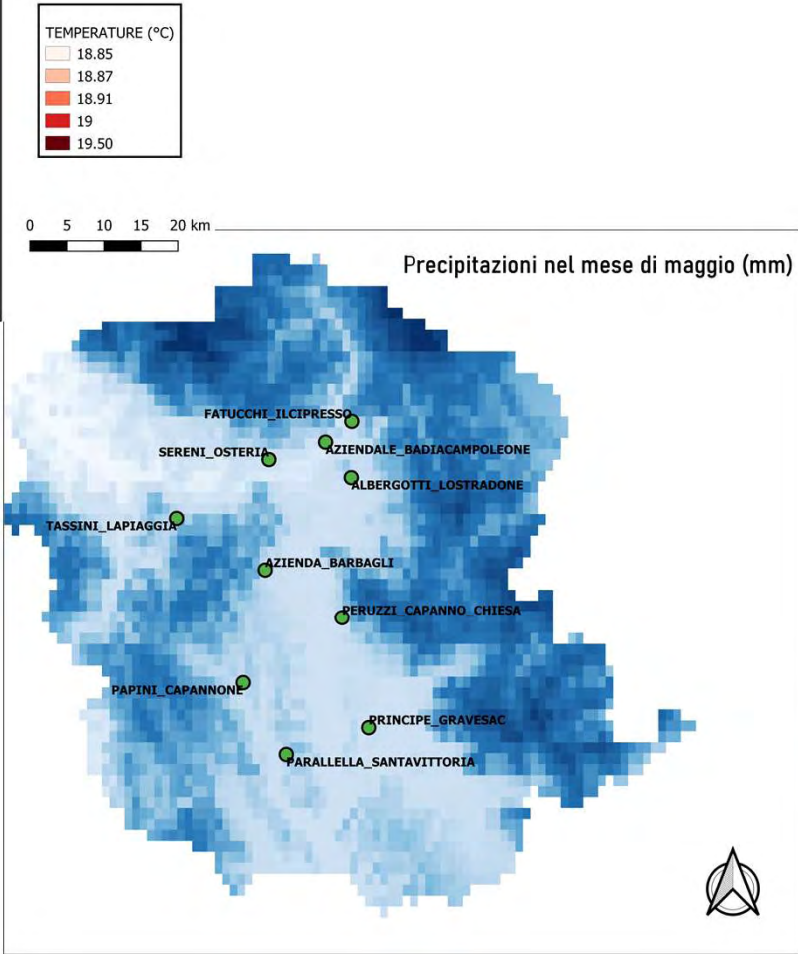 TEMPERATURE (°C)
18.85
18.87
18.91
19
19.50
0 5 10 15 20 km
Precipitazioni nel mese di maggio (mm)
FATUCCHI_ILCIPRESSO
AZIENDALE_BADIACAMPOLEONE
SERENI_OSTERIA
ALBERGOTTI_LOSTRADONE
TASSINI_LAPIAGGIA
AZIENDA_BARBAGLI
PERUZZI_CAPANNO_CHIESA
PAPINI_CAPANNONE
PRINCIPE_GRAVESAC
PARALLELLA_SANTAVITTORIA